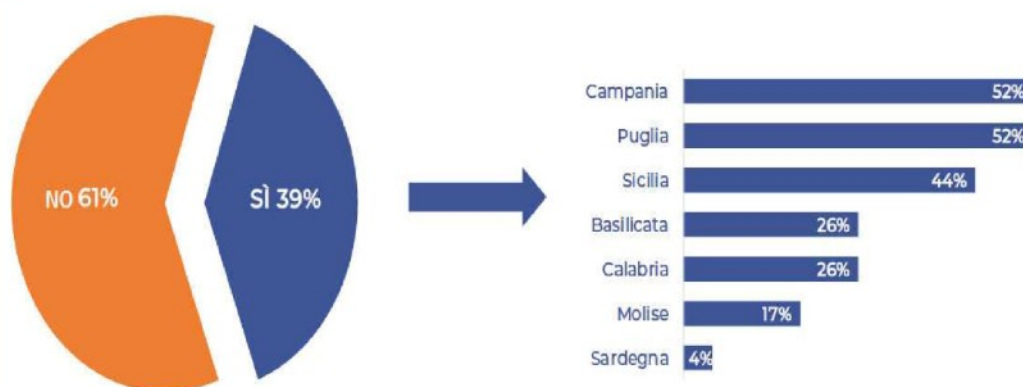 NO 61%
SÌ 39%
Campania 52%
Puglia 52%
Sicilia 44%
Basilicata 26%
Calabria 26%
Molise 17%
Sardegna 4%